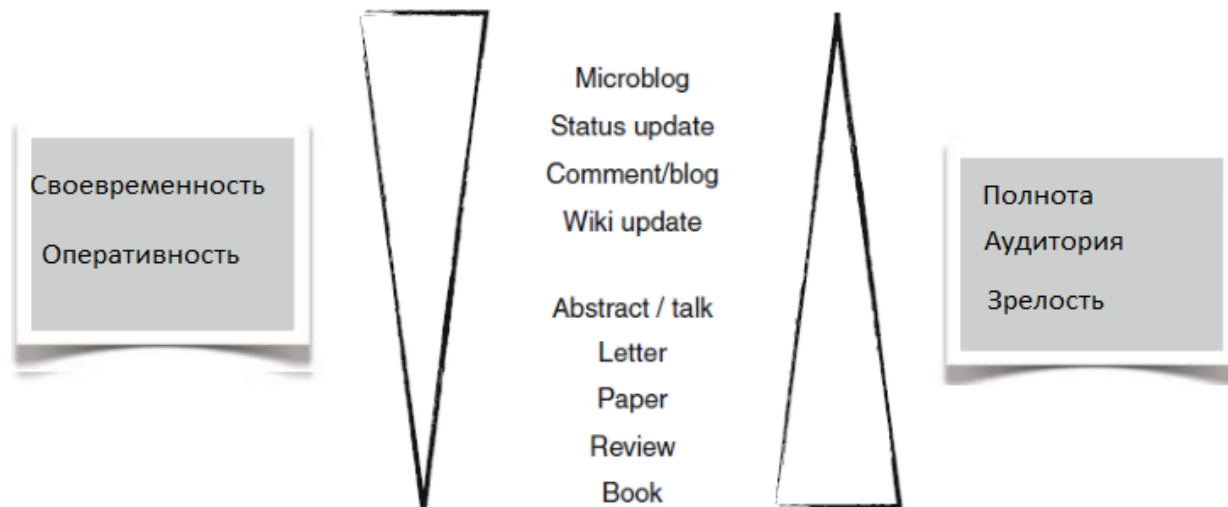 Своевременность
Оперативность
Microblog
Status update
Comment/blog
Wiki update
Abstract / talk
Letter
Paper
Review
Book
Полнота
Аудитория
Зрелость